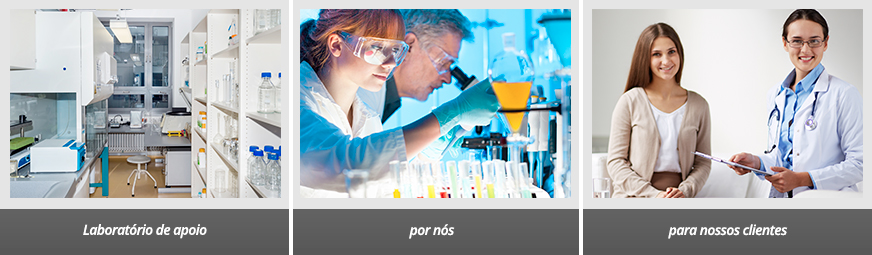 Laboratório de apoio
por nós
para nossos clientes